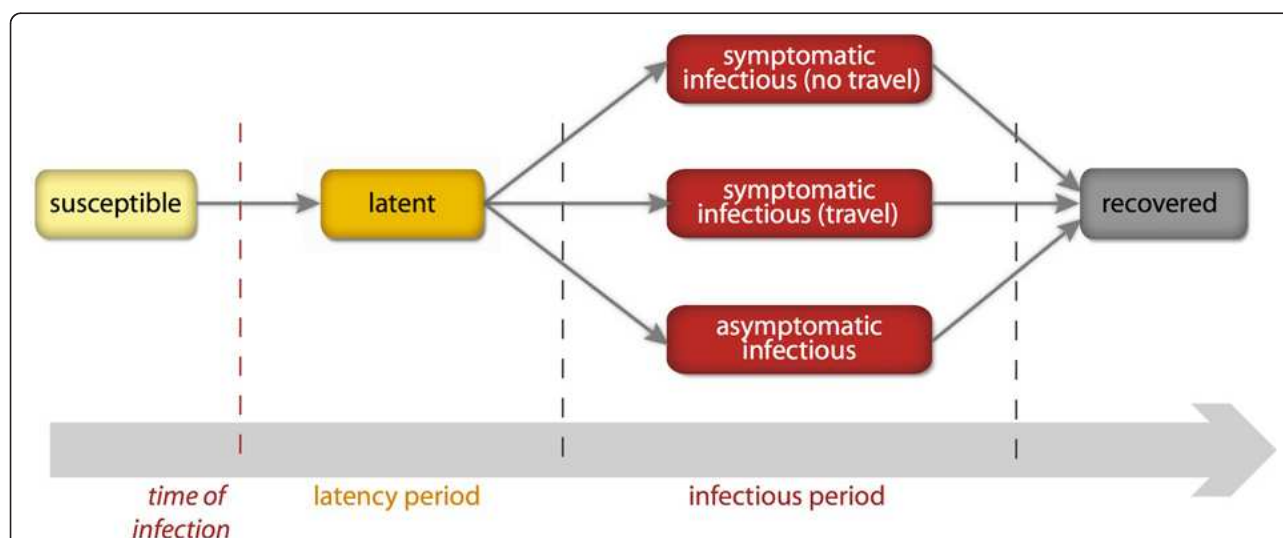 symptomatic
infectious (no travel)
susceptible
latent
symptomatic
infectious (travel)
recovered
asymptomatic
infectious
time of
infection
latency period
infectious period